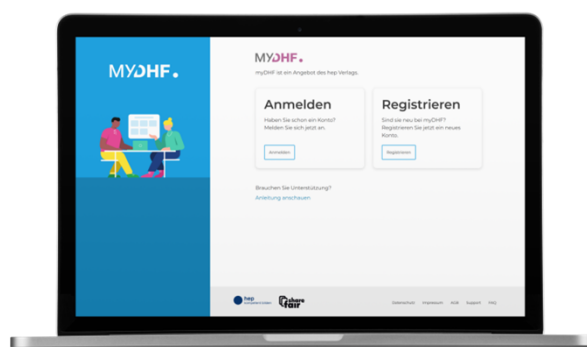 MYDHF.
MYDHF.
myDHF ist ein Angebot des hep Verlags.
Anmelden
Haben Sie schon ein Konto?
Melden Sie sich jetzt an.
Anmelden
Registrieren
Sind sie neu bei myDHF?
Registrieren Sie jetzt ein neues
Konto.
Registrieren
Brauchen Sie Unterstützung?
Anleitung anschauen
hep
share
fair
Datenschutz Impressum AGB Support FAQ